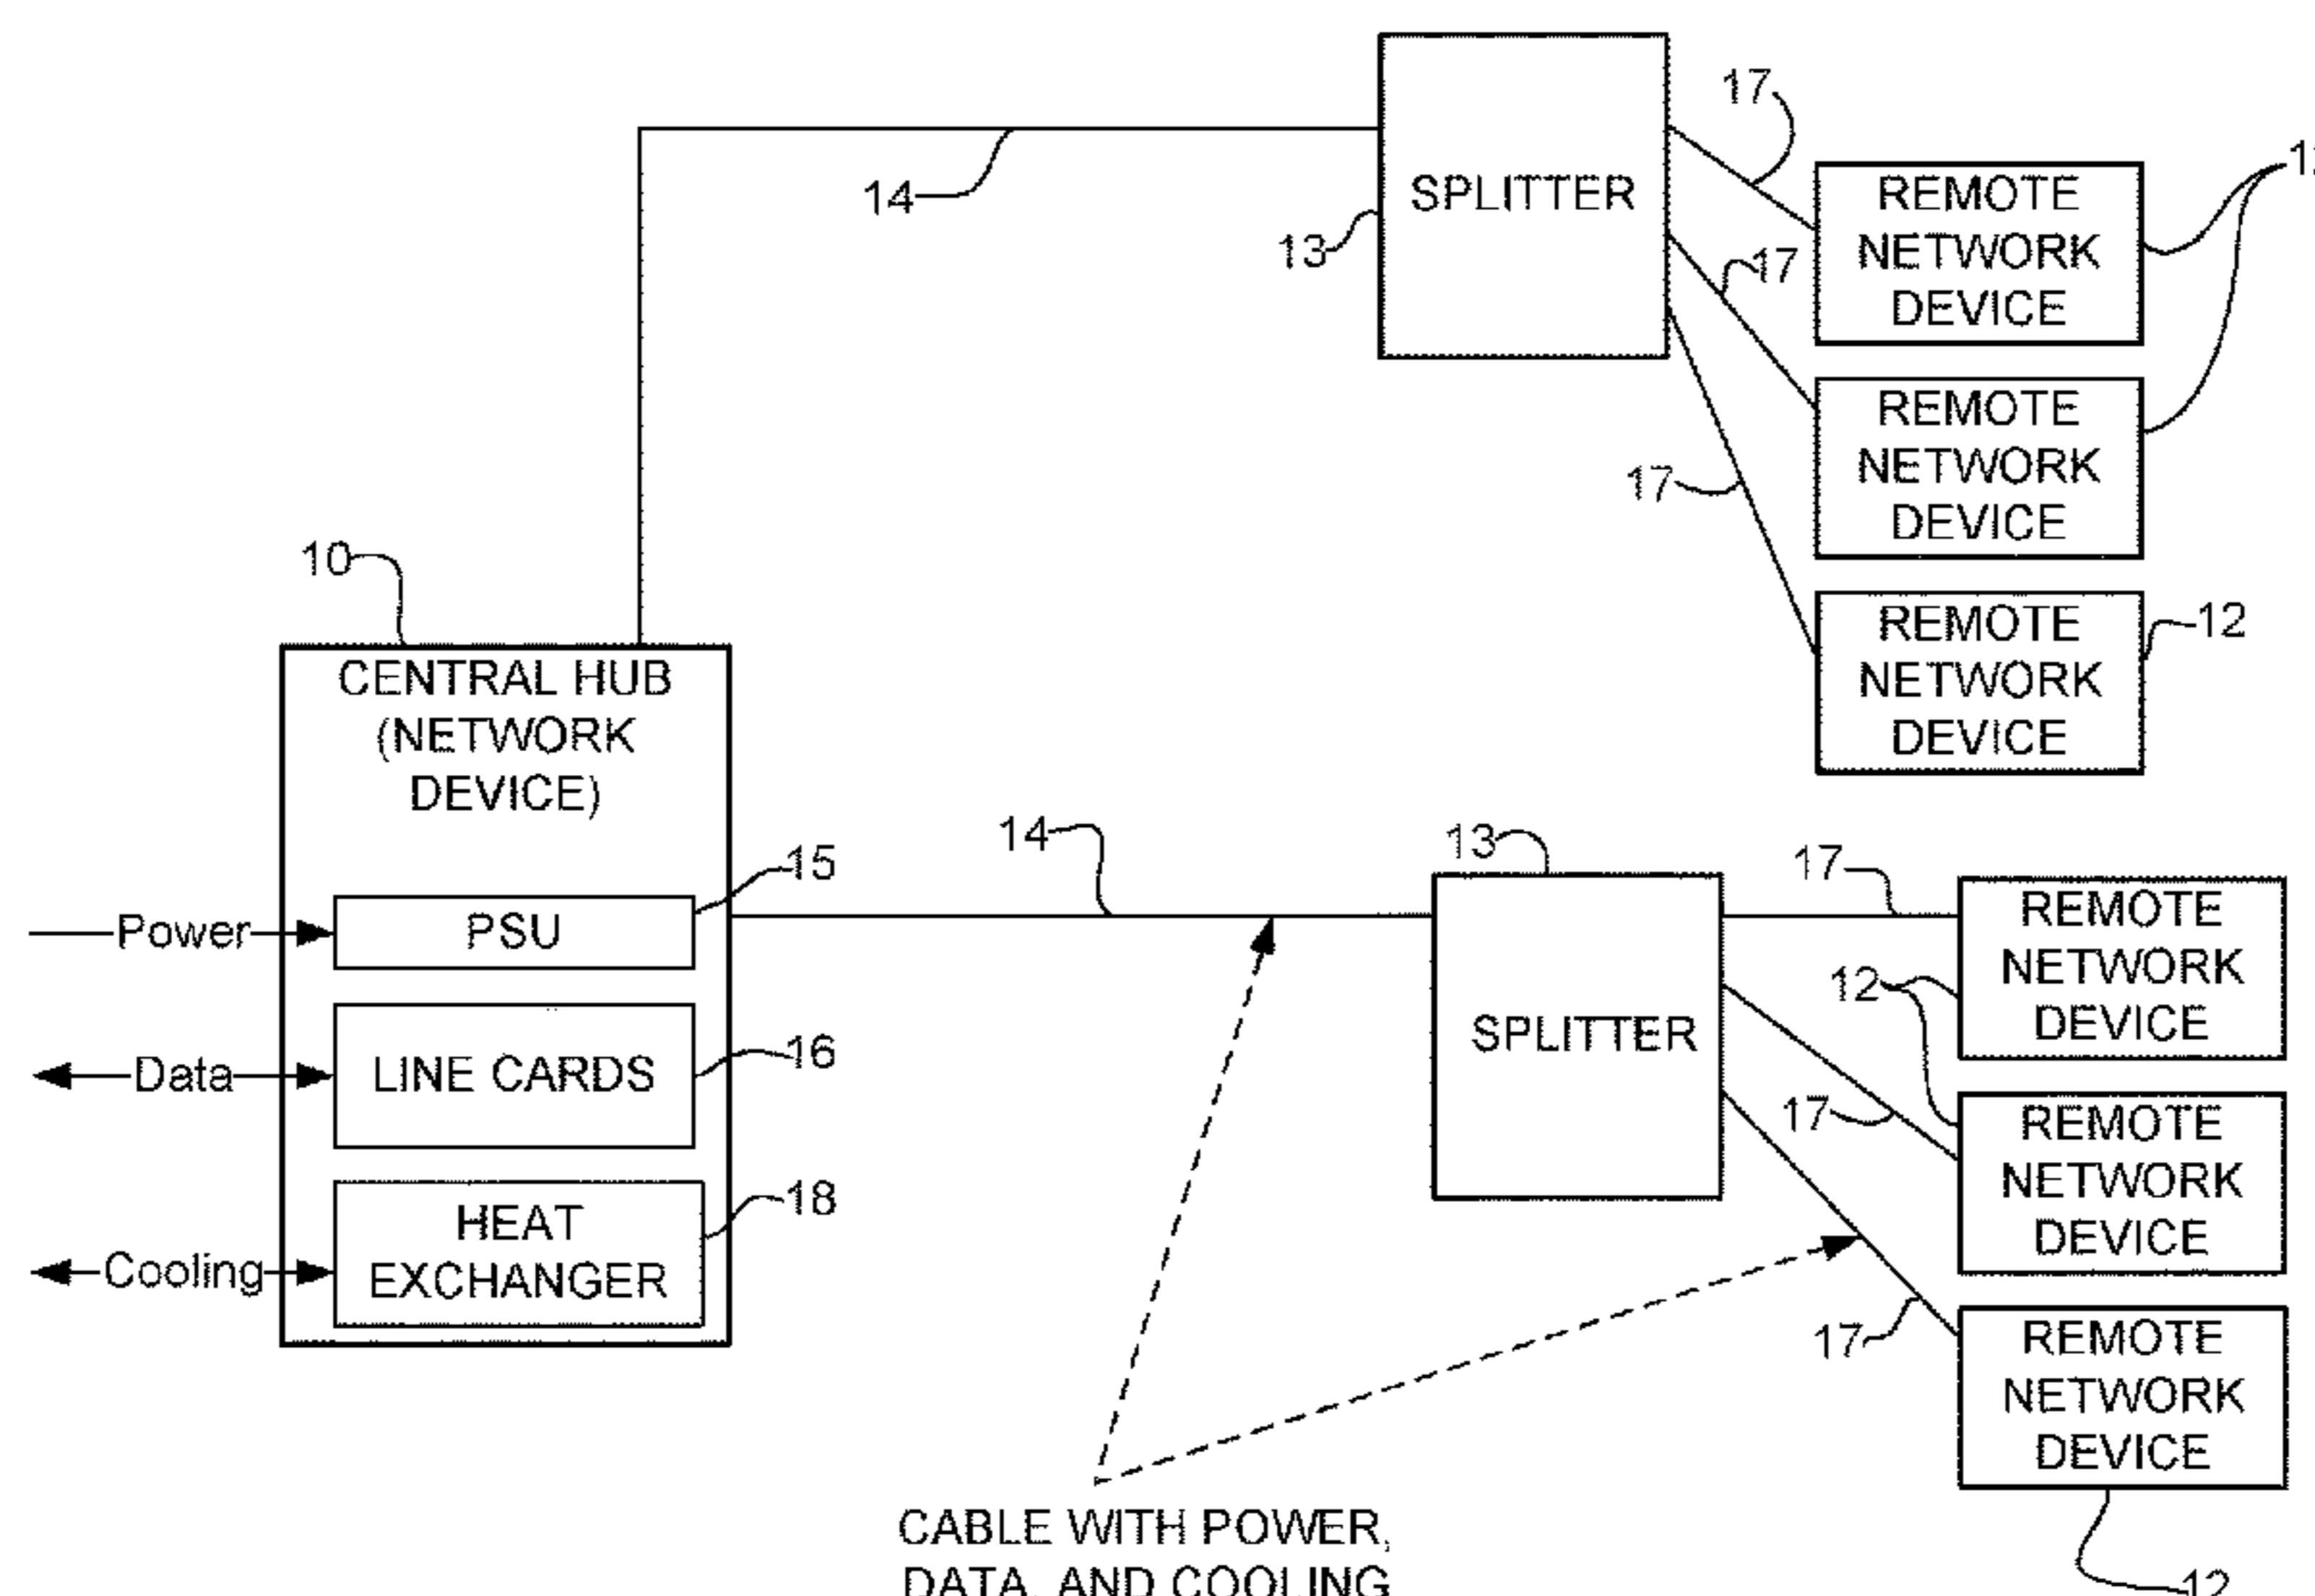 17
14
SPLITTER
13
17
17
REMOTE
NETWORK
DEVICE
REMOTE
NETWORK
DEVICE
REMOTE
NETWORK
DEVICE
12
10
CENTRAL HUB
(NETWORK
DEVICE)
15
Power
PSU
Data
LINE CARDS
16
Cooling
HEAT
EXCHANGER
18
14
13
SPLITTER
17
12
17
17
REMOTE
NETWORK
DEVICE
REMOTE
NETWORK
DEVICE
REMOTE
NETWORK
DEVICE
12
CABLE WITH POWER,
DATA, AND COOLING